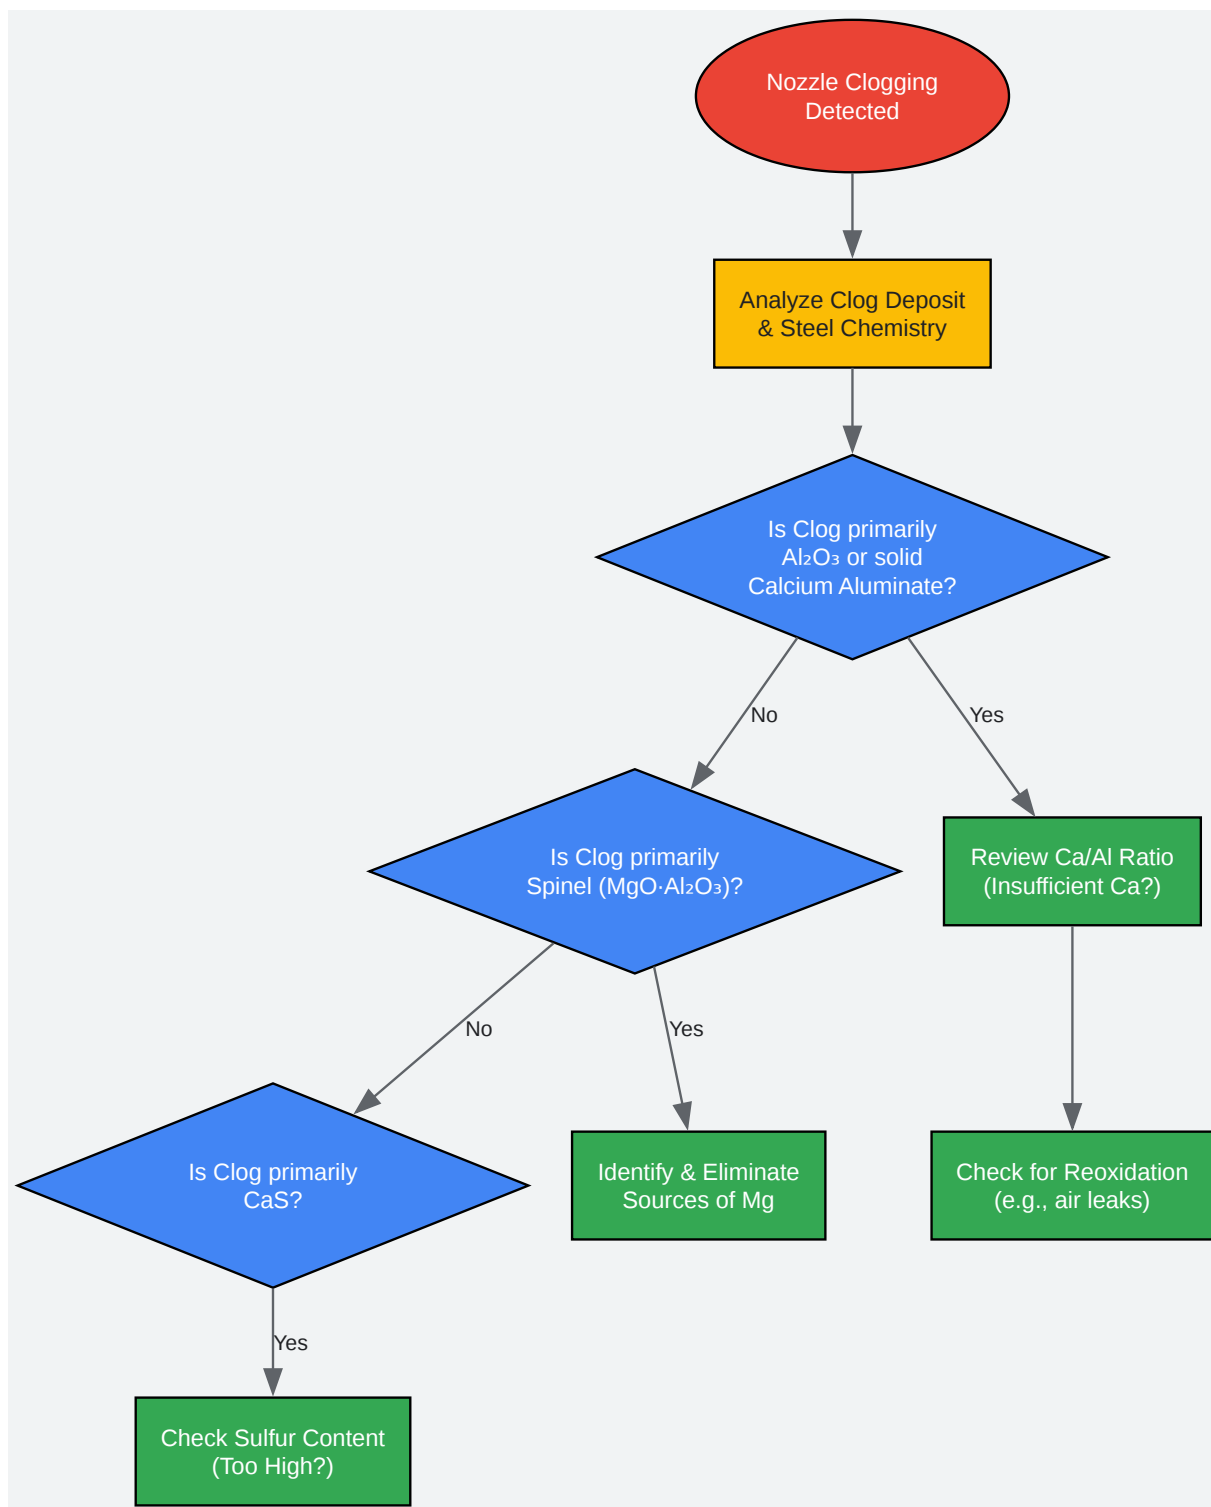 Nozzle Clogging
Detected
Analyze Clog Deposit
& Steel Chemistry
Is Clog primarily
Al₂O₃ or solid
Calcium Aluminate?
No
Yes
Is Clog primarily
Spinel (MgO·Al₂O₃)?
Review Ca/Al Ratio
(Insufficient Ca?)
No
Yes
Is Clog primarily
CaS?
Identify & Eliminate
Sources of Mg
Check for Reoxidation
(e.g., air leaks)
Yes
Check Sulfur Content
(Too High?)